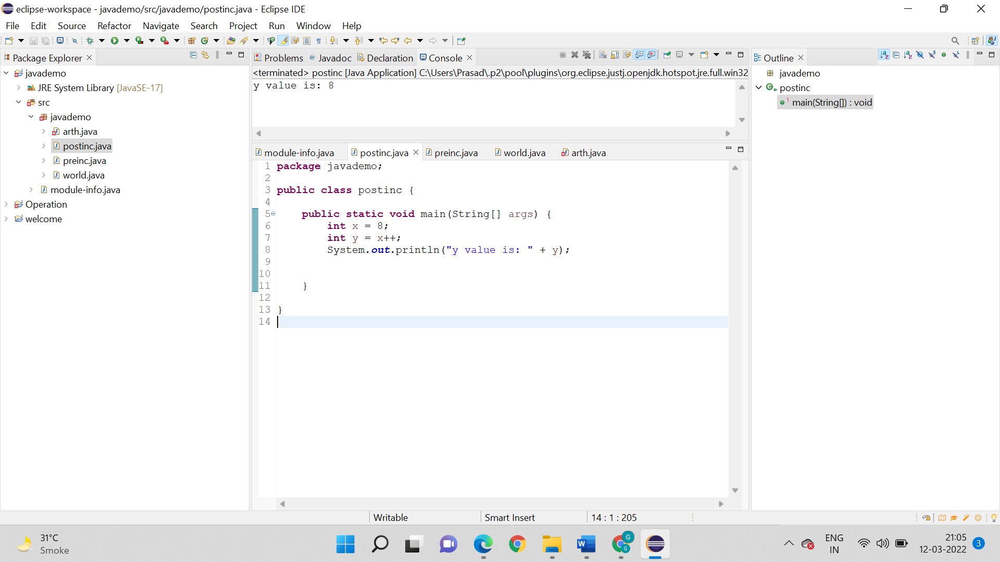 eclipse-workspace - javademo/src/javademo/postinc.java - Eclipse IDE
File Edit Source Refactor Navigate Search Project Run Window Help
Package Explorer
javademo
JRE System Library [JavaSE-17]
src
javademo
arth.java
postinc.java
preinc.java
world.java
module-info.java
Operation
welcome
Problems @ Javadoc Declaration Console
<terminated> postinc [Java Application] C:\Users\Prasad\.p2\pool\plugins\org.eclipse.justj.openjdk.hotspot.jre.full.win32
y value is: 8
module-info.java postinc.java preinc.java world.java arth.java
1 package javademo;
2
3 public class postinc {
4
5 public static void main(String[] args) {
6 int x = 8;
7 int y = x++;
8 System.out.println("y value is: " + y);
9
10
11 }
12
13 }
14
Outline
javademo
postinc
main(String[]) : void
Writable Smart Insert 14 : 1 : 205
31°C
Smoke
ENG
IN
21:05
12-03-2022
3